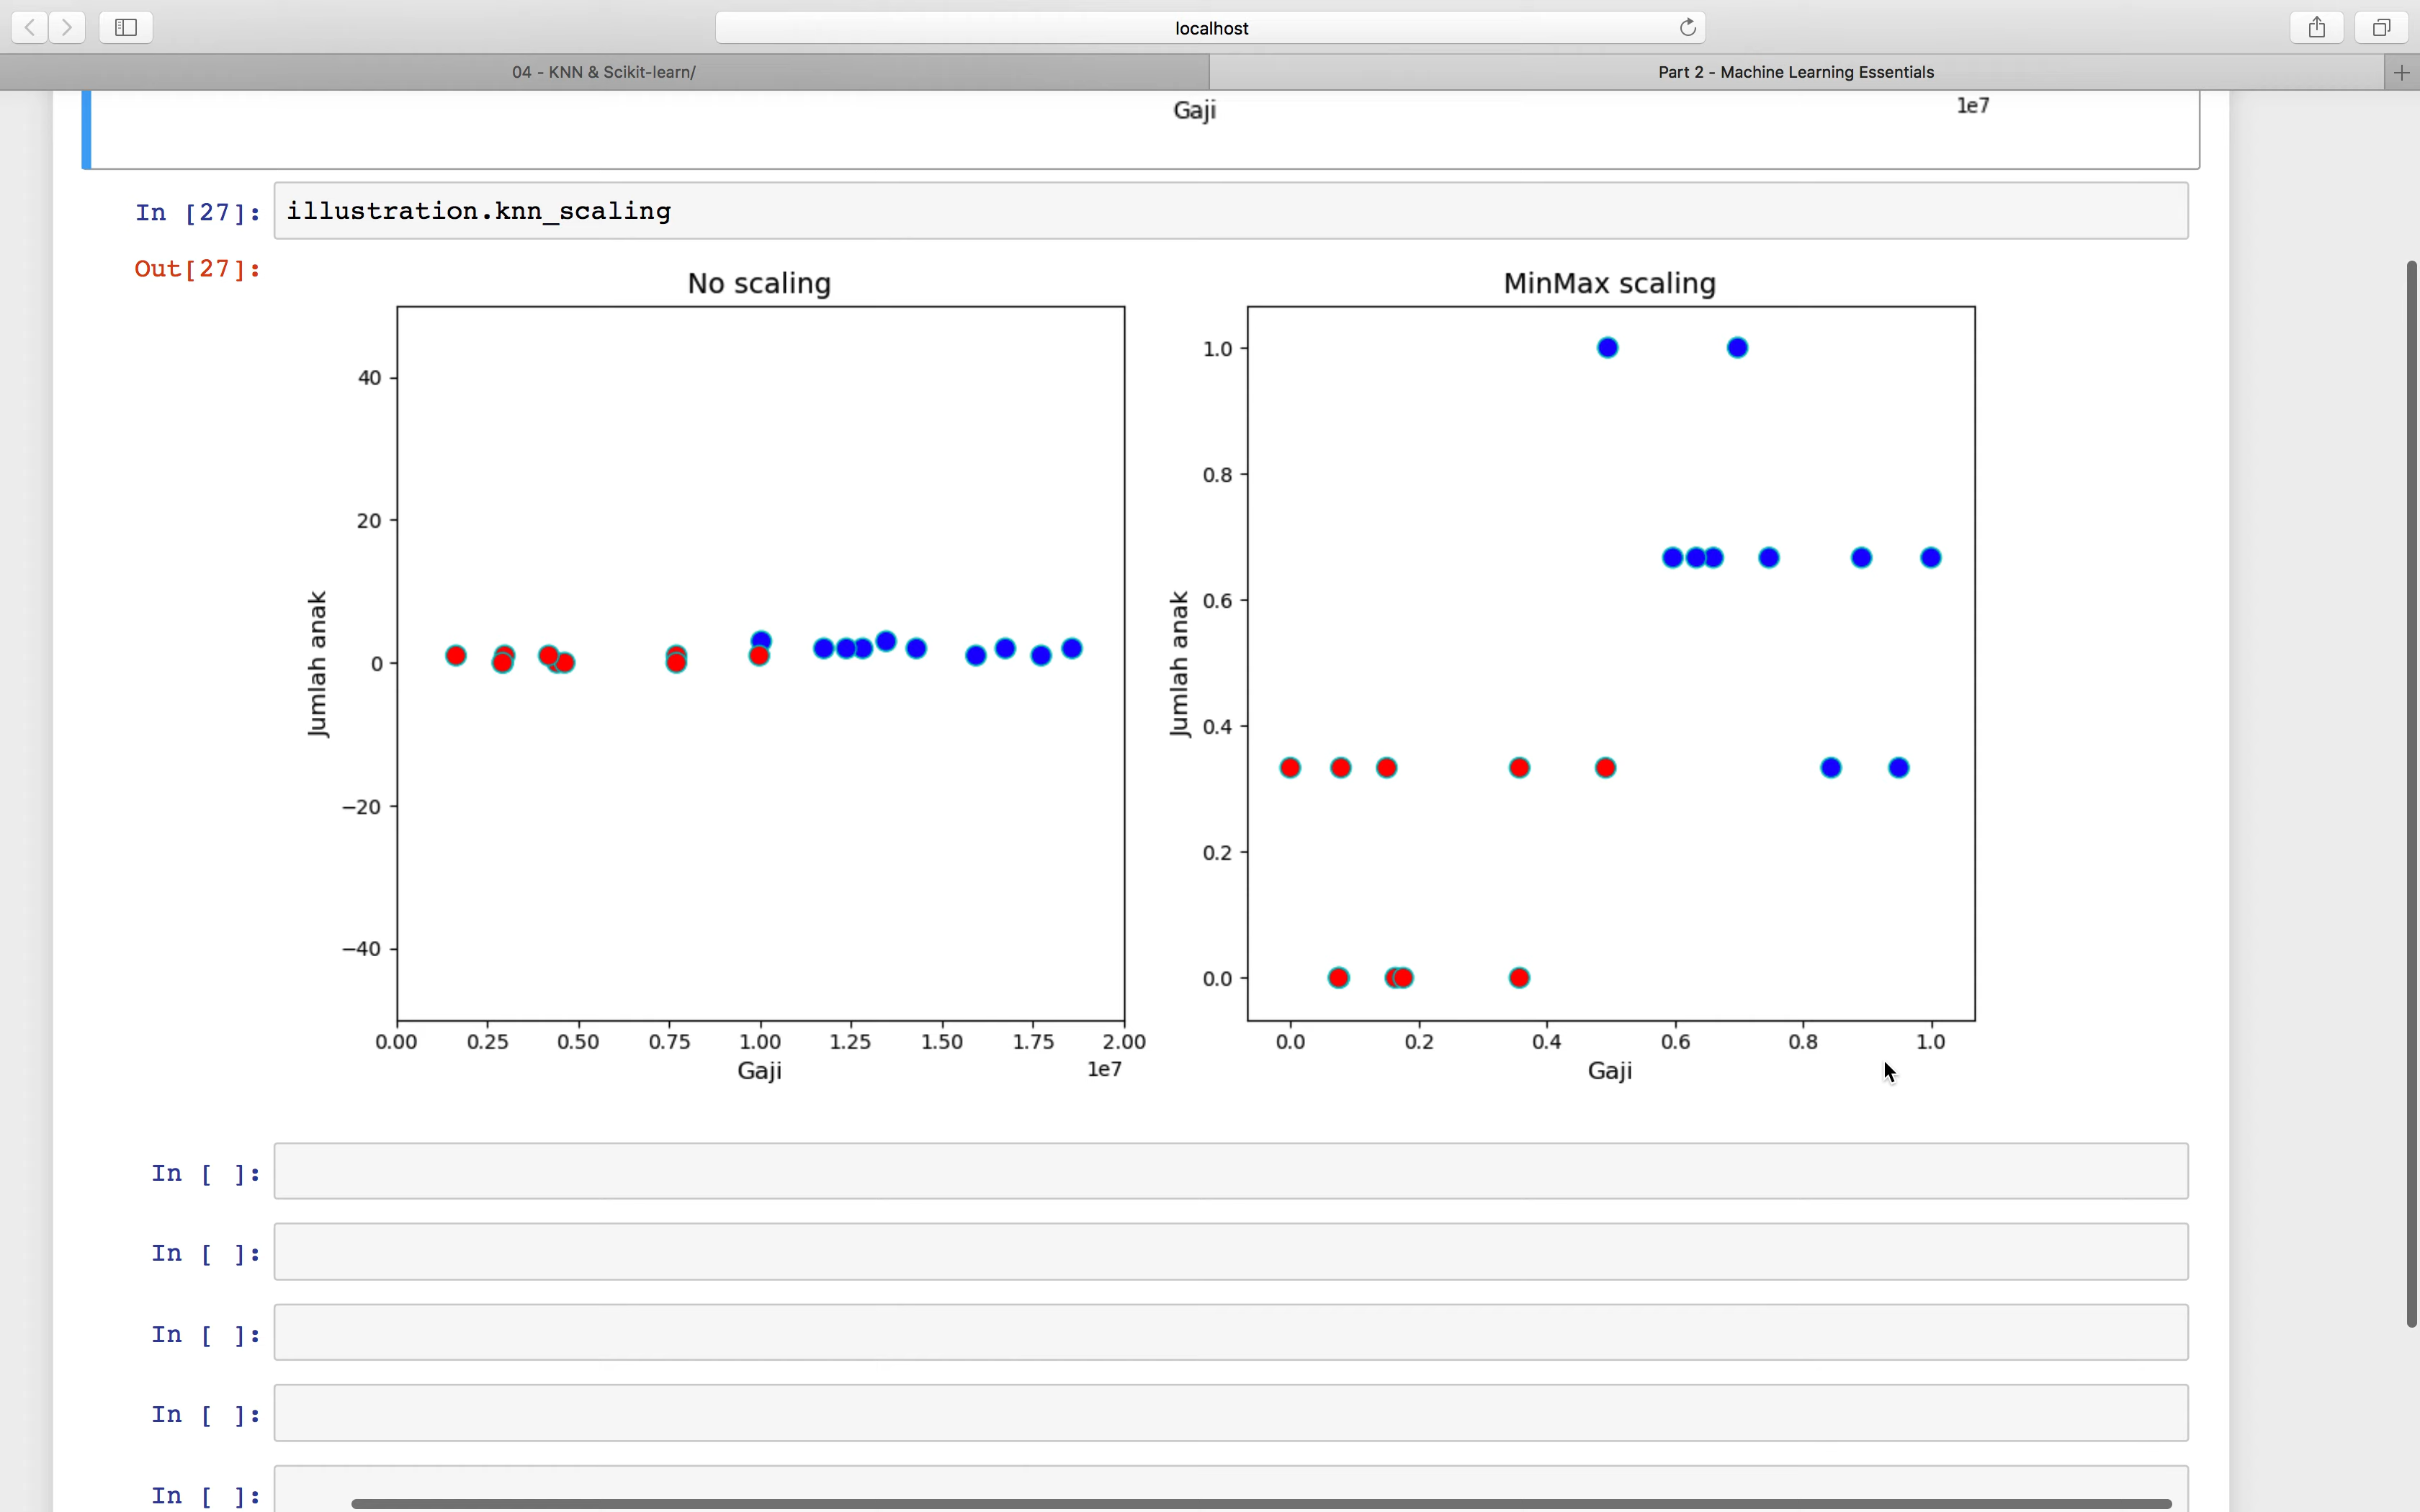 localhost
04 - KNN & Scikit-learn/
Part 2 - Machine Learning Essentials
Gaji
1e7
In [27]:
illustration.knn_scaling
Out[27]:
No scaling
40
20
0
−20
−40
Jumlah anak
0.00 0.25 0.50 0.75 1.00 1.25 1.50 1.75 2.00
Gaji
1e7
MinMax scaling
1.0
0.8
0.6
0.4
0.2
0.0
Jumlah anak
0.0 0.2 0.4 0.6 0.8 1.0
Gaji
In [ ]:
In [ ]:
In [ ]:
In [ ]:
In [ ]: